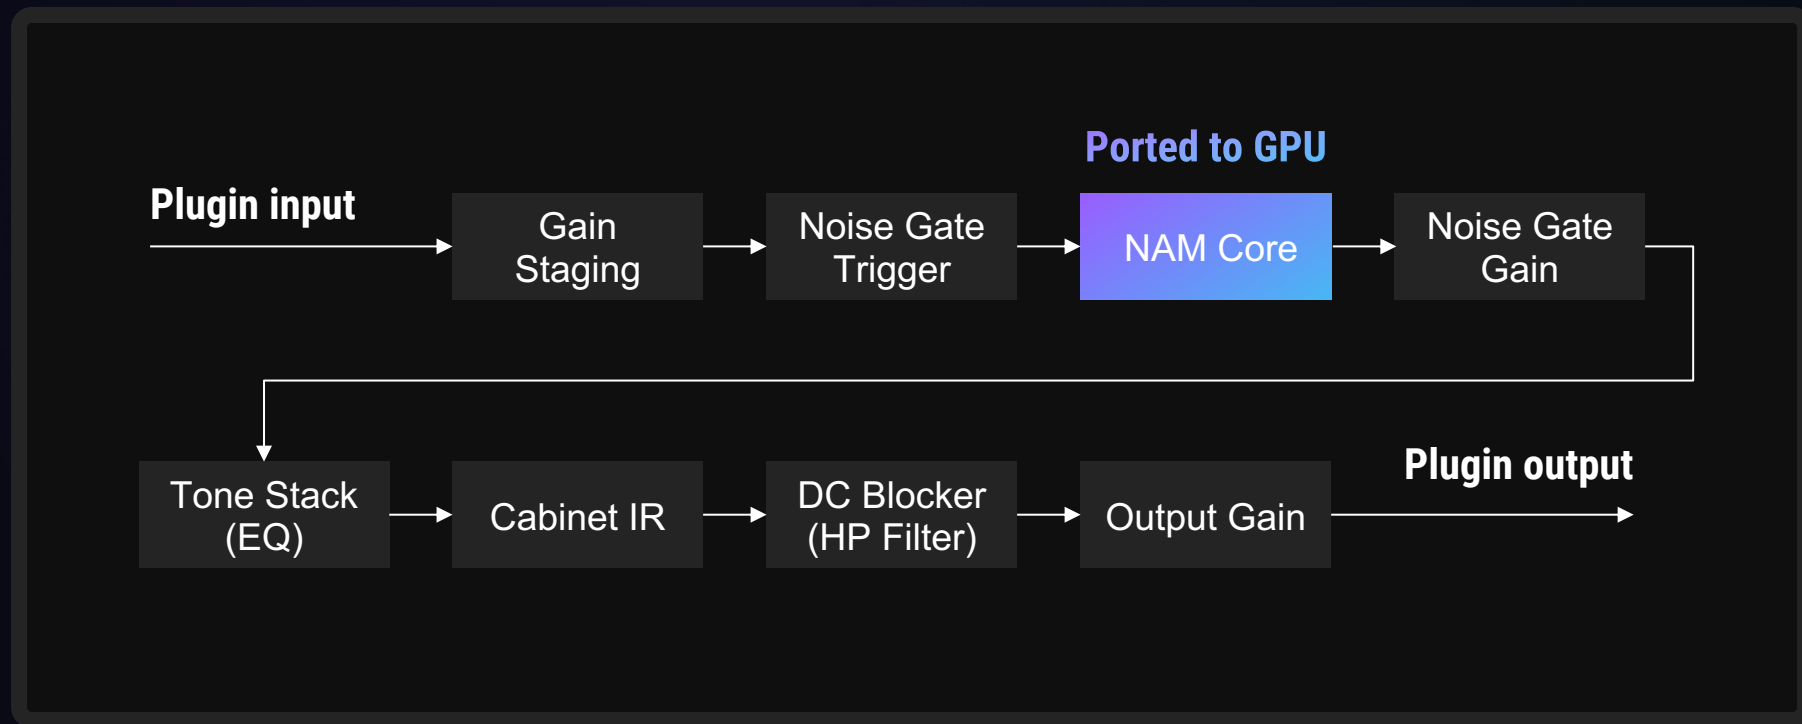 Ported to GPU
Plugin input
Gain
Staging
Noise Gate
Trigger
NAM Core
Noise Gate
Gain
Tone Stack
(EQ)
Cabinet IR
DC Blocker
(HP Filter)
Output Gain
Plugin output